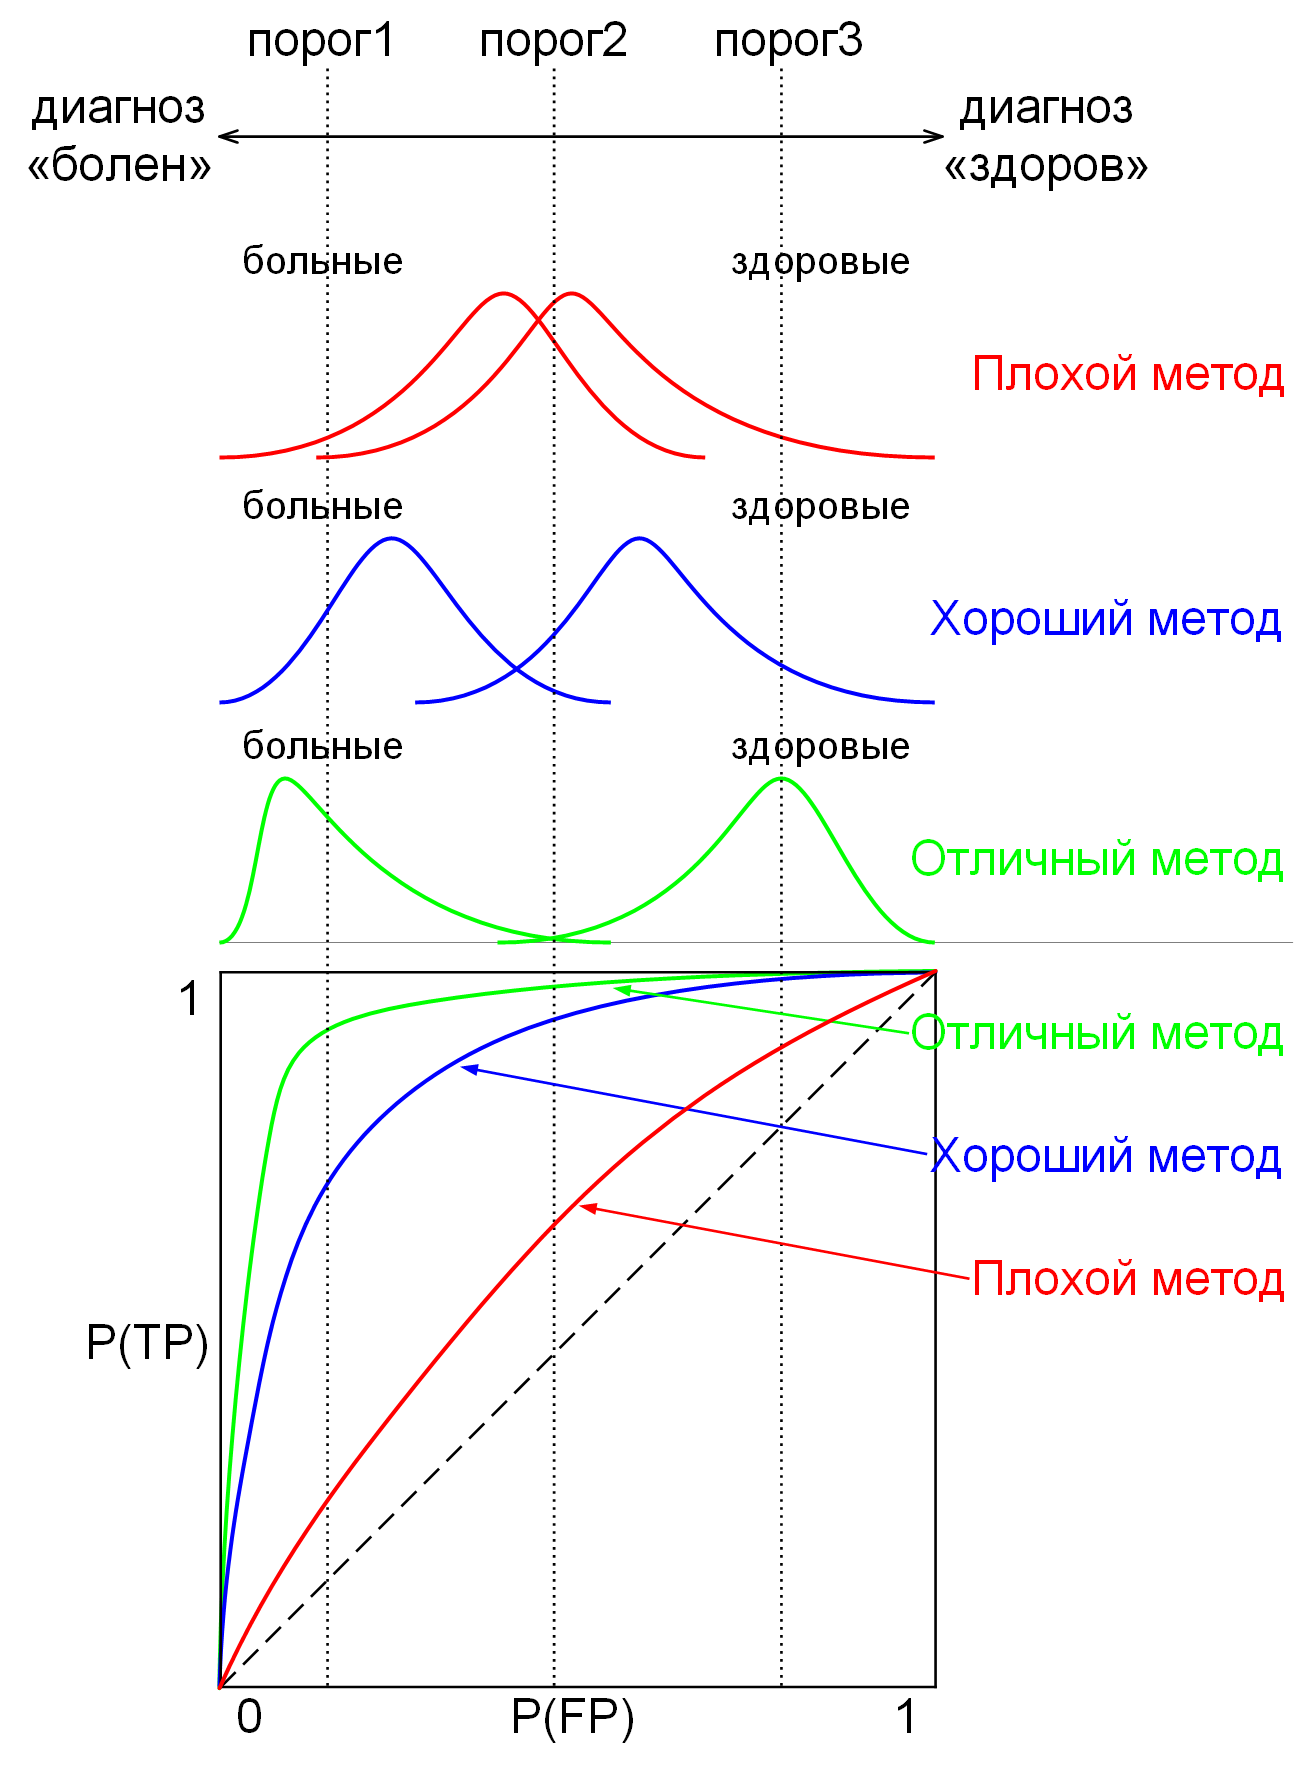 порог1 порог2 порог3
диагноз
«болен»
диагноз
«здоров»
больные здоровые
Плохой метод
больные здоровые
Хороший метод
больные здоровые
Отличный метод
1
Отличный метод
Хороший метод
Плохой метод
P(TP)
0 P(FP) 1